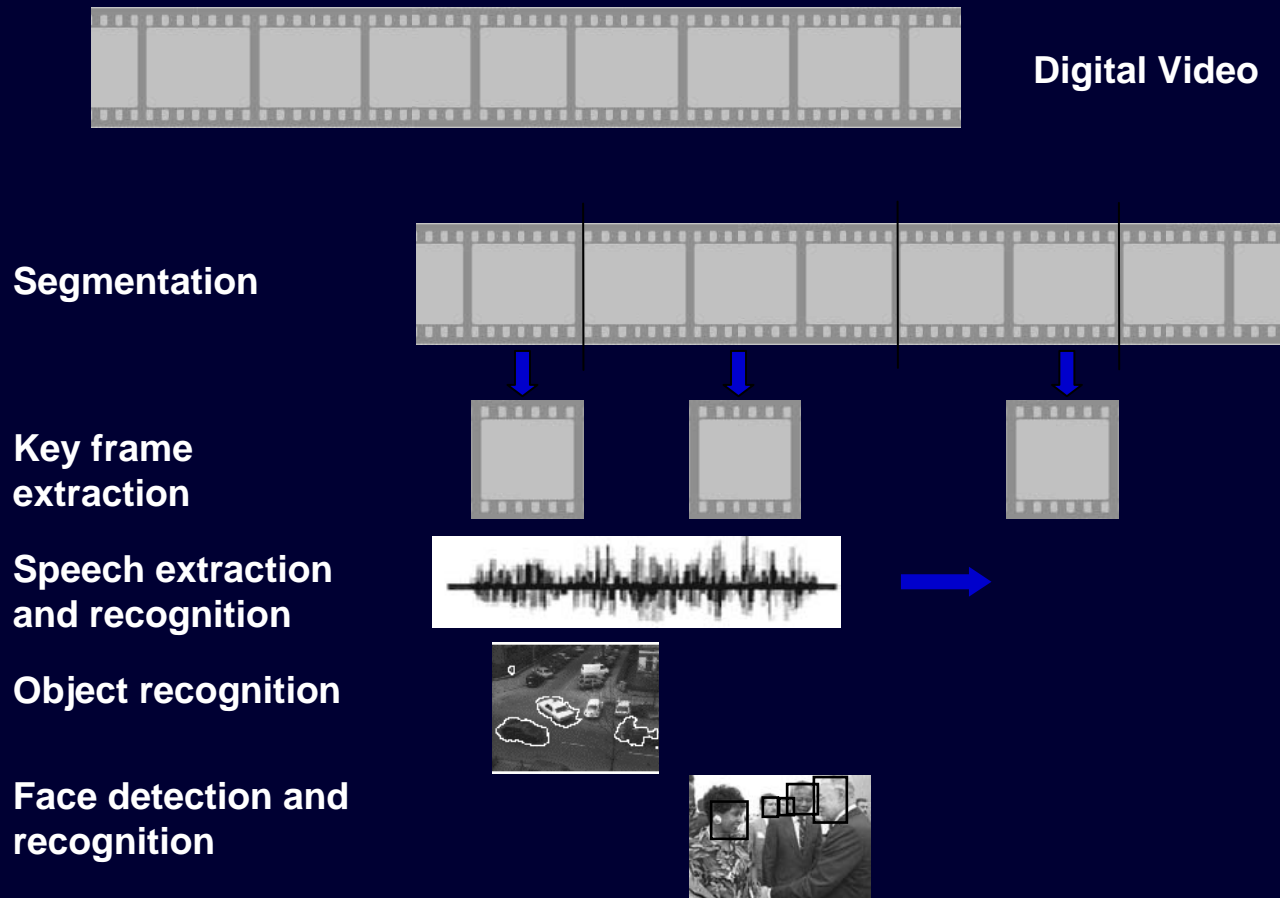 Digital Video
Segmentation
Key frame
extraction
Speech extraction
and recognition
Object recognition
Face detection and
recognition